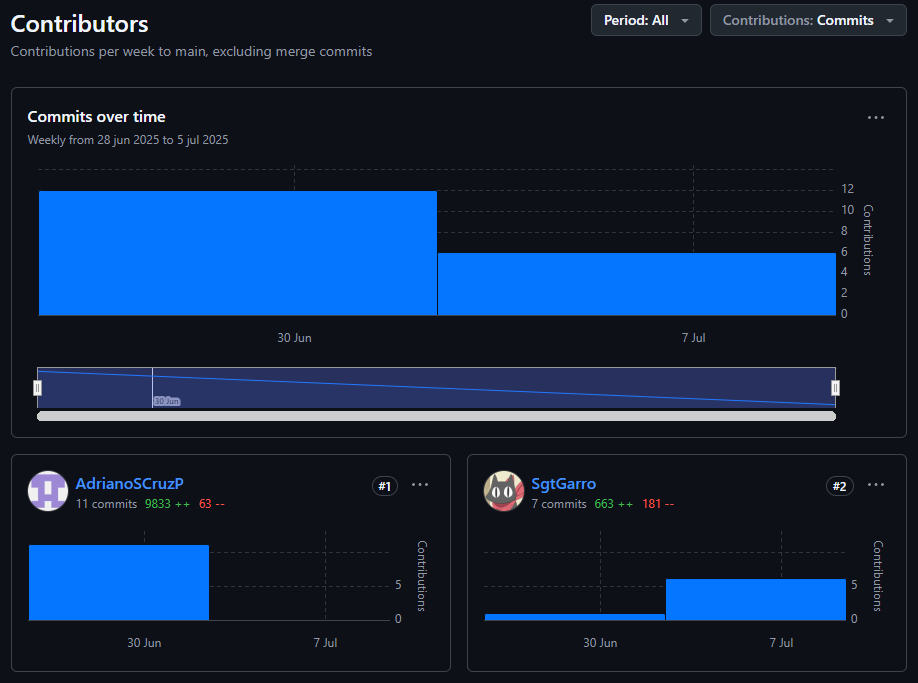 Contributors
Period: All
Contributions: Commits
Contributions per week to main, excluding merge commits
Commits over time
Weekly from 28 jun 2025 to 5 jul 2025
12
10
8
6
4
2
0
Contributions
30 Jun
7 Jul
30 Jun
AdrianoSCruzP
#1
11 commits 9833 ++ 63 --
5
0
Contributions
30 Jun
7 Jul
SgtGarro
#2
7 commits 663 ++ 181 --
5
0
Contributions
30 Jun
7 Jul